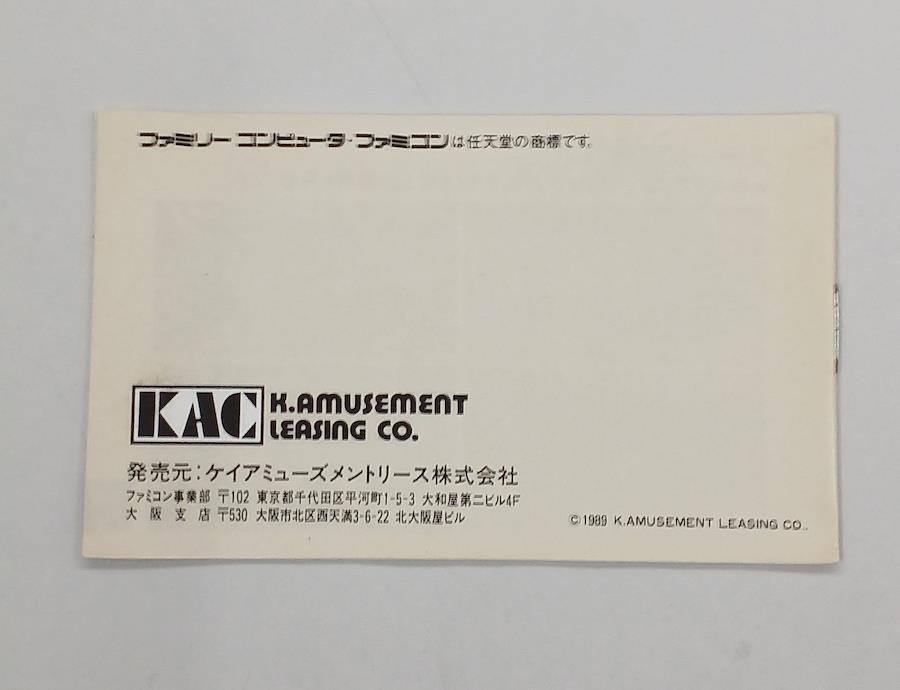 ファミリーコンピュータ・ファミコンは任天堂の商標です。
KAC
K.AMUSEMENT
LEASING CO.
発売元:ケイアミューズメントリース株式会社
ファミコン事業部 〒102 東京都千代田区平河町1-5-3 大和屋第二ビル4F
大阪支店 〒530 大阪市北区西天満3-6-22 北大阪屋ビル
©1989 K.AMUSEMENT LEASING CO..